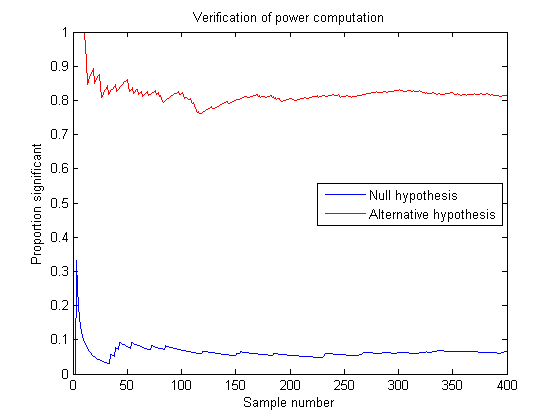 Verification of power computation
1
0.9
0.8
0.7
0.6
0.5
0.4
0.3
0.2
0.1
0
Proportion significant
Null hypothesis
Alternative hypothesis
0 50 100 150 200 250 300 350 400
Sample number